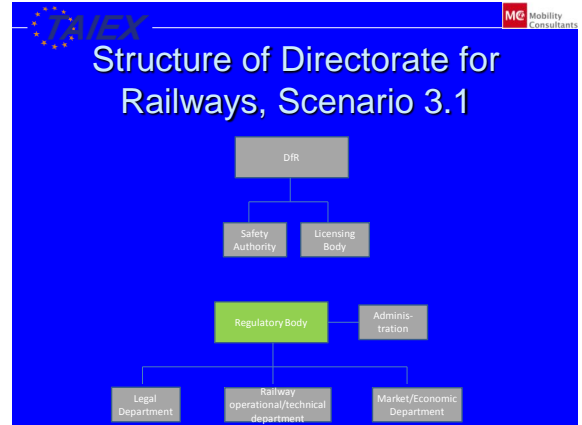 TAIEX
MC Mobility
Consultants
Structure of Directorate for
Railways, Scenario 3.1
DfR
Safety
Authority
Licensing
Body
Regulatory Body
Adminis-
tration
Legal
Department
Railway
operational/technical
department
Market/Economic
Department